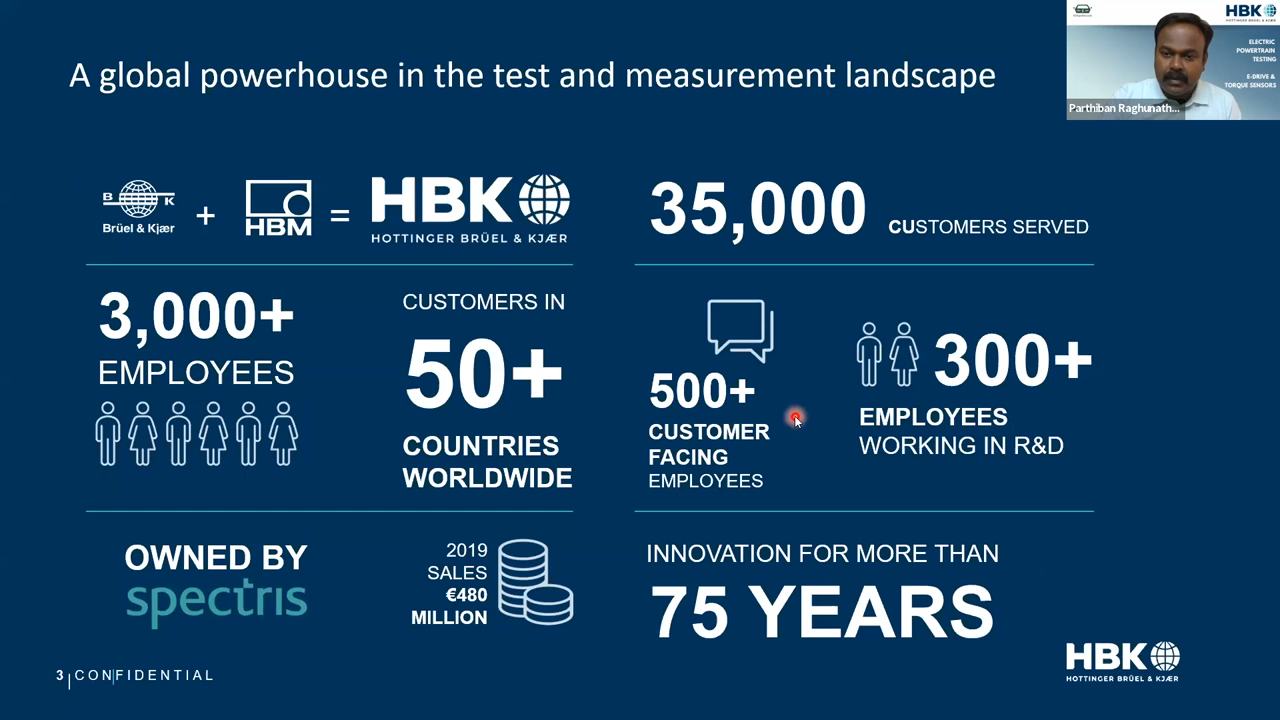 A global powerhouse in the test and measurement landscape
HBK
HOTTINGER BRÜEL & KJÆR
ELECTRIC
POWERTRAIN
TESTING
E-DRIVE &
TORQUE SENSORS
Parthiban Raghunath...
B K
Brüel & Kjær
+
HBM
=
HBK
HOTTINGER BRÜEL & KJÆR
35,000 CUSTOMERS SERVED
3,000+
EMPLOYEES
CUSTOMERS IN
50+
COUNTRIES
WORLDWIDE
500+
CUSTOMER
FACING
EMPLOYEES
300+
EMPLOYEES
WORKING IN R&D
OWNED BY
spectris
2019
SALES
€480
MILLION
INNOVATION FOR MORE THAN
75 YEARS
3 CONFIDENTIAL
HBK
HOTTINGER BRÜEL & KJÆR